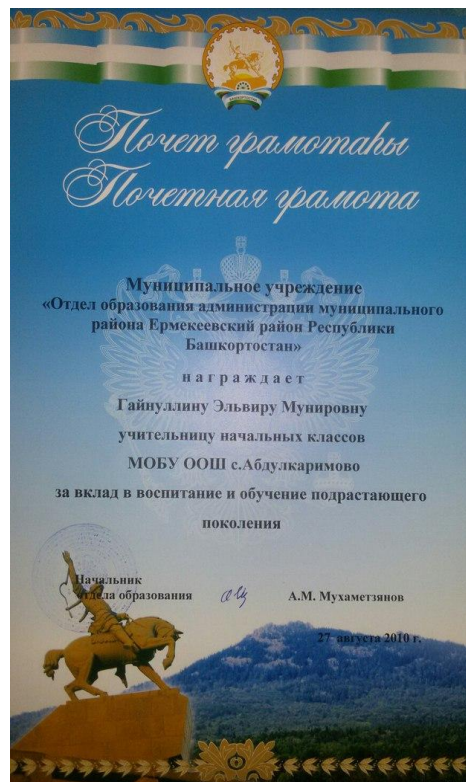 Почет грамотаһы
Почетная грамота
Муниципальное учреждение
«Отдел образования администрации муниципального
района Ермекеевский район Республики
Башкортостан»
награждает
Гайнуллину Эльвиру Мунировну
учительницу начальных классов
МОБУ ООШ с.Абдулкаримово
за вклад в воспитание и обучение подрастающего
поколения
Начальник
отдела образования А.М. Мухаметзянов
27 августа 2010 г.